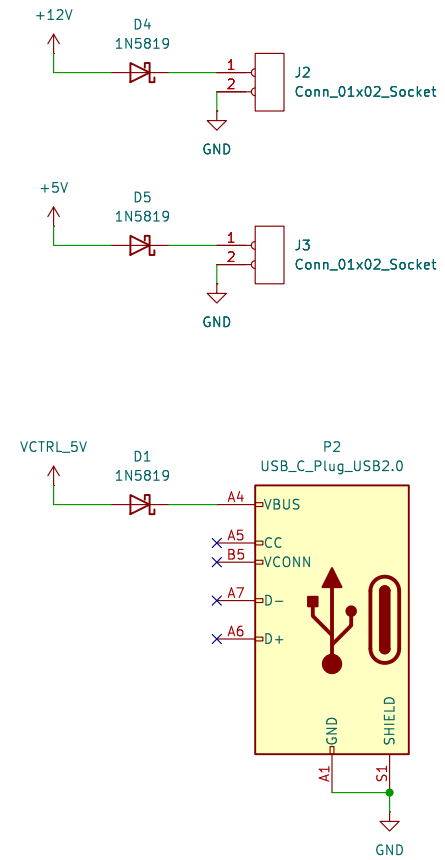 +12V
D4
1N5819
1
2
J2
Conn_01x02_Socket
GND
+5V
D5
1N5819
1
2
J3
Conn_01x02_Socket
GND
VCTRL_5V
D1
1N5819
P2
USB_C_Plug_USB2.0
A4
VBUS
A5
CC
B5
VCONN
A7
D-
A6
D+
GND
SHIELD
A1
S1
GND